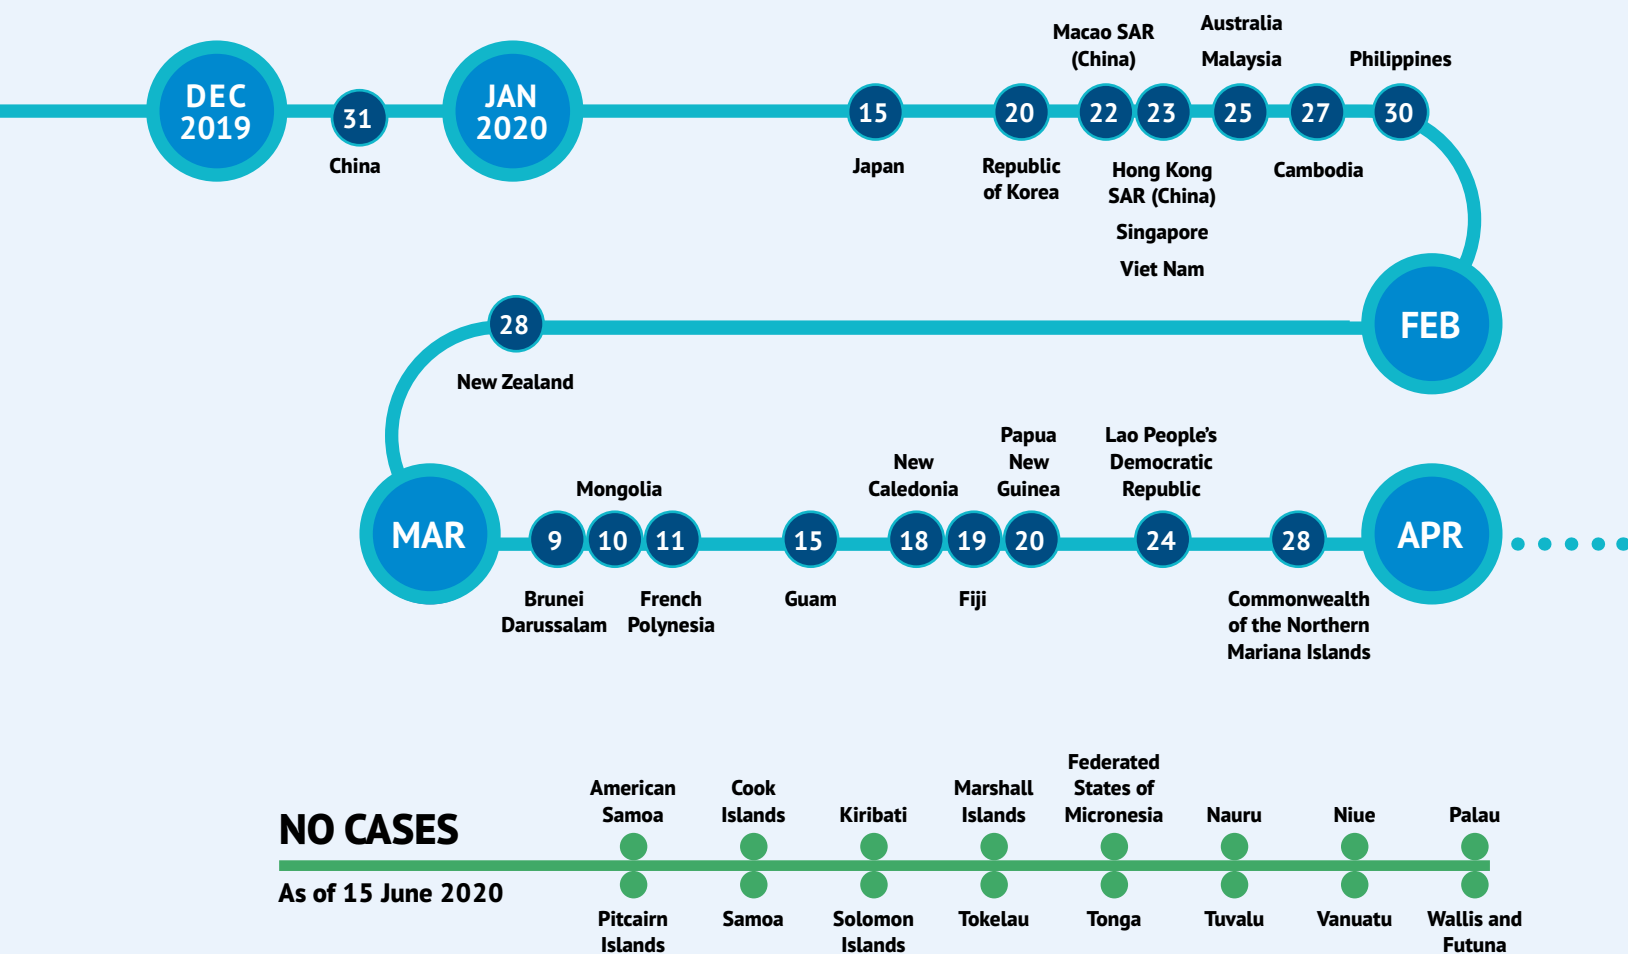 DEC
2019
31
China
JAN
2020
15
Japan
20
Republic
of Korea
Macao SAR
(China)
22
23
Hong Kong
SAR (China)
Singapore
Viet Nam
Australia
Malaysia
25
27
Cambodia
Philippines
30
FEB
28
New Zealand
MAR
9
Brunei
Darussalam
Mongolia
10
11
French
Polynesia
15
Guam
New
Caledonia
18
19
Fiji
Papua
New
Guinea
20
Lao People’s
Democratic
Republic
24
28
Commonwealth
of the Northern
Mariana Islands
APR
NO CASES
As of 15 June 2020
American
Samoa
Cook
Islands
Kiribati
Marshall
Islands
Federated
States of
Micronesia
Nauru
Niue
Palau
Pitcairn
Islands
Samoa
Solomon
Islands
Tokelau
Tonga
Tuvalu
Vanuatu
Wallis and
Futuna